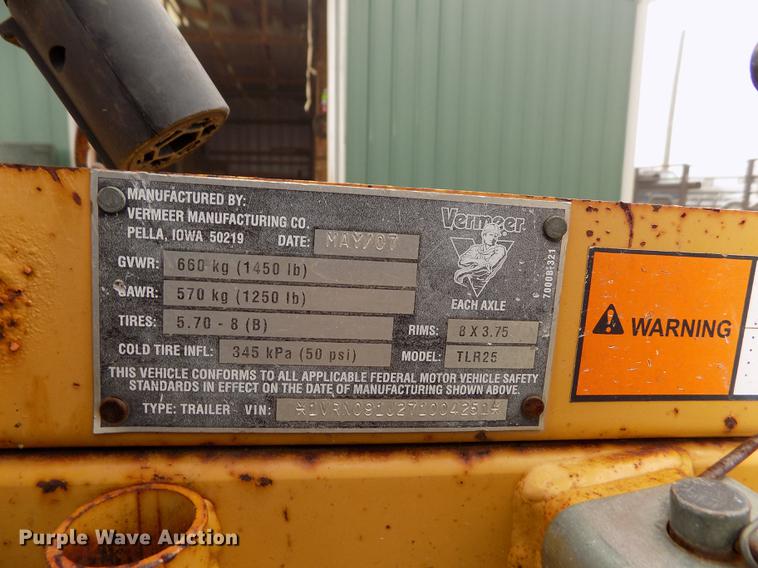 MANUFACTURED BY:
VERMEER MANUFACTURING CO.
PELLA, IOWA 50219 DATE: MAY/07
GVWR: 660 kg (1450 lb)
GAWR: 570 kg (1250 lb)
TIRES: 5.70 - 8 (B)
COLD TIRE INFL: 345 kPa (50 psi)
Vermeer
7000B-321
EACH AXLE
RIMS: 8 X 3.75
MODEL: TLR25
THIS VEHICLE CONFORMS TO ALL APPLICABLE FEDERAL MOTOR VEHICLE SAFETY
STANDARDS IN EFFECT ON THE DATE OF MANUFACTURING SHOWN ABOVE.
TYPE: TRAILER VIN: *1VRN091J271004251*
WARNING
Purple Wave Auction